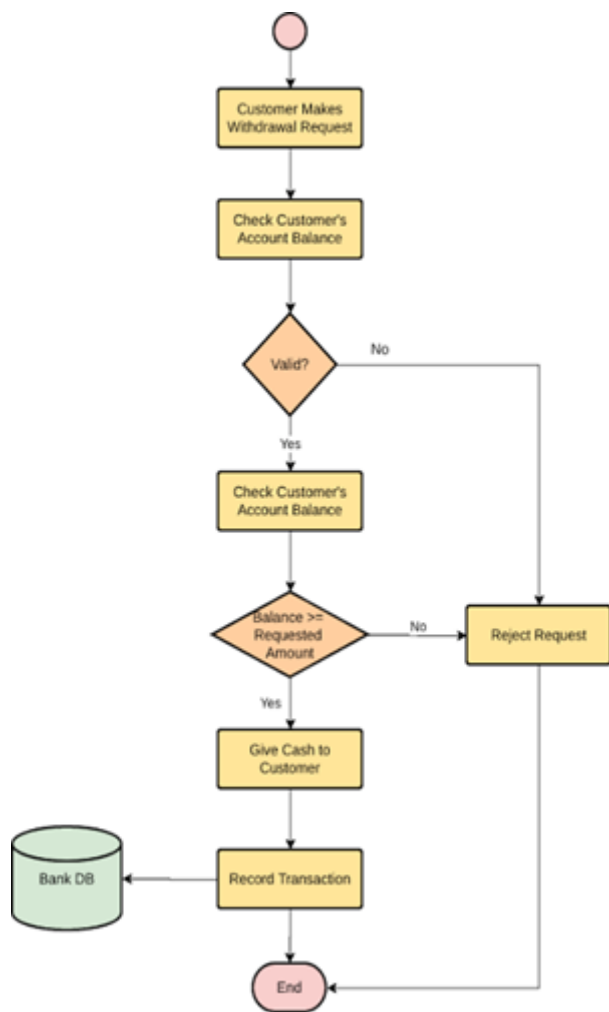 Customer Makes
Withdrawal Request
Check Customer's
Account Balance
Valid?
No
Yes
Check Customer's
Account Balance
Balance >=
Requested
Amount
No
Reject Request
Yes
Give Cash to
Customer
Bank DB
Record Transaction
End